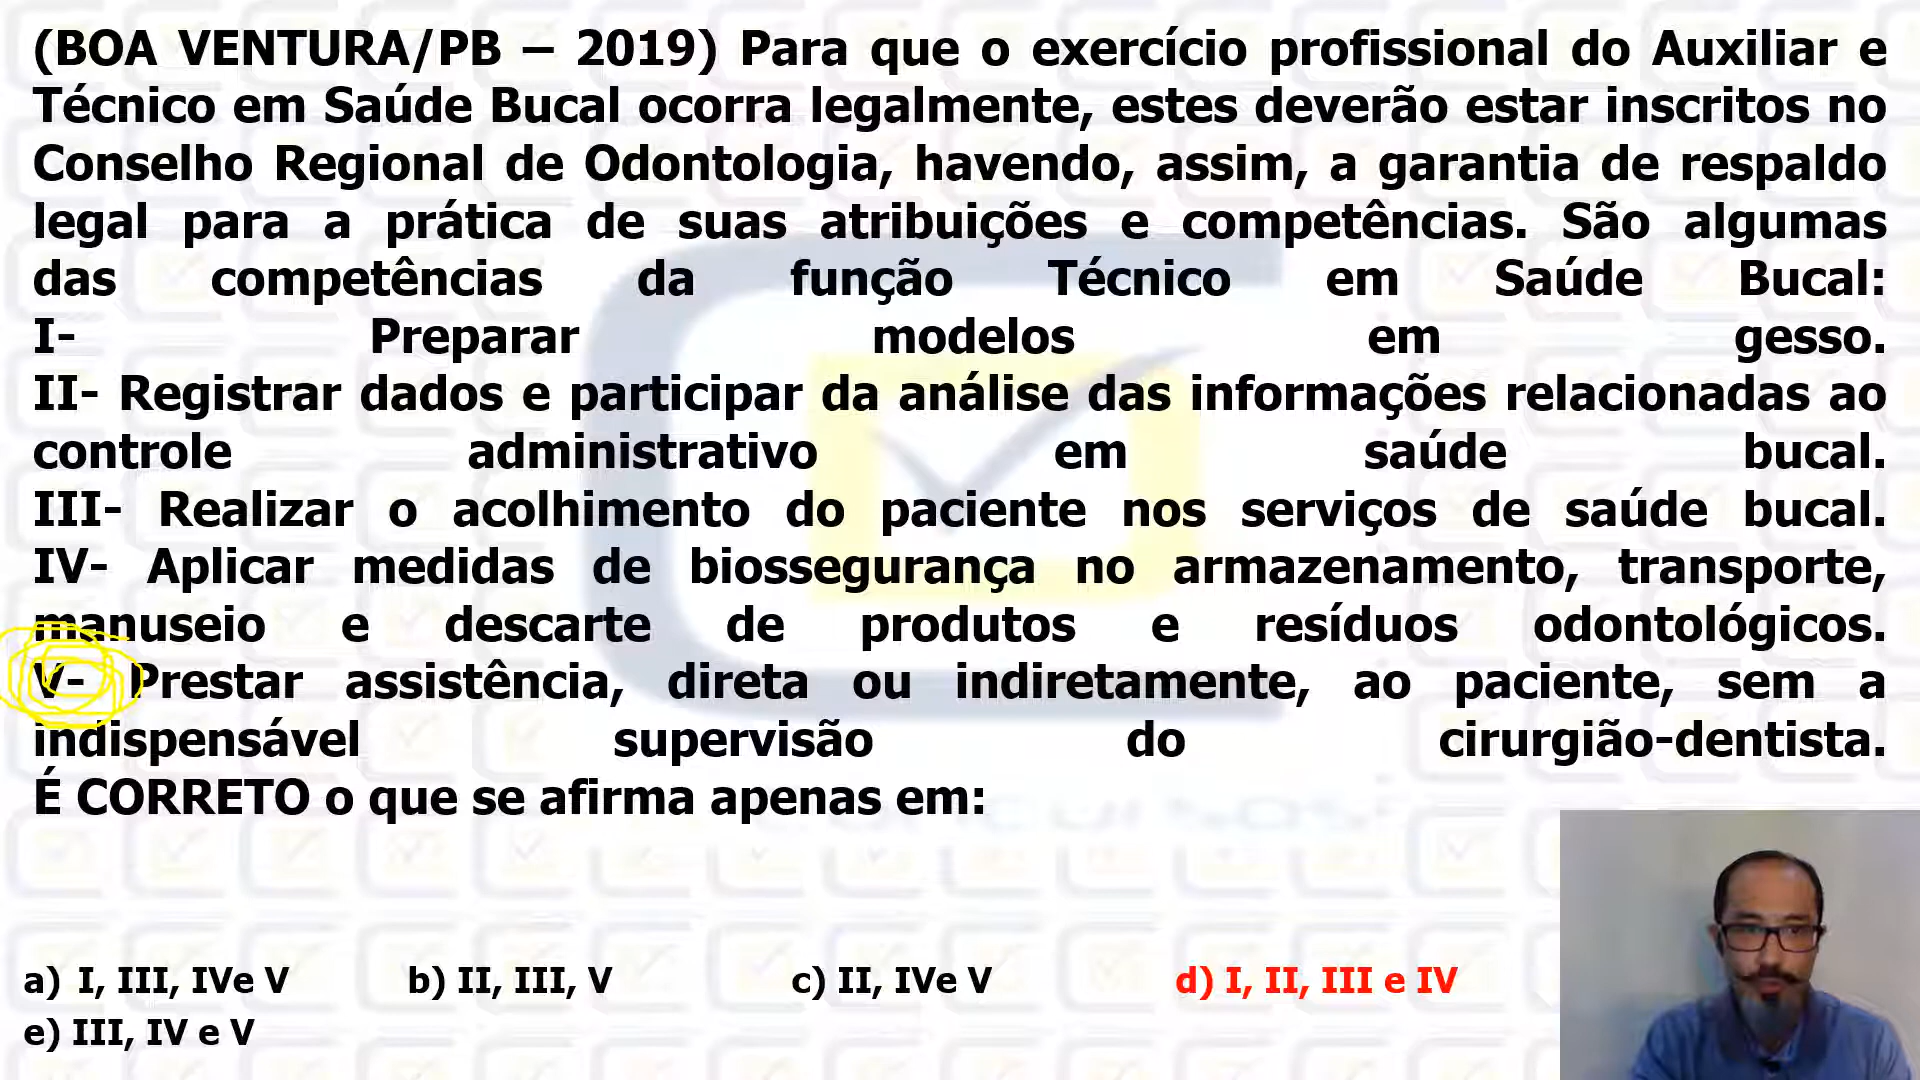 (BOA VENTURA/PB – 2019) Para que o exercício profissional do Auxiliar e
Técnico em Saúde Bucal ocorra legalmente, estes deverão estar inscritos no
Conselho Regional de Odontologia, havendo, assim, a garantia de respaldo
legal para a prática de suas atribuições e competências. São algumas
das competências da função Técnico em Saúde Bucal:
I- Preparar modelos em gesso.
II- Registrar dados e participar da análise das informações relacionadas ao
controle administrativo em saúde bucal.
III- Realizar o acolhimento do paciente nos serviços de saúde bucal.
IV- Aplicar medidas de biossegurança no armazenamento, transporte,
manuseio e descarte de produtos e resíduos odontológicos.
V- Prestar assistência, direta ou indiretamente, ao paciente, sem a
indispensável supervisão do cirurgião-dentista.
É CORRETO o que se afirma apenas em:
a) I, III, IVe V b) II, III, V c) II, IVe V d) I, II, III e IV
e) III, IV e V